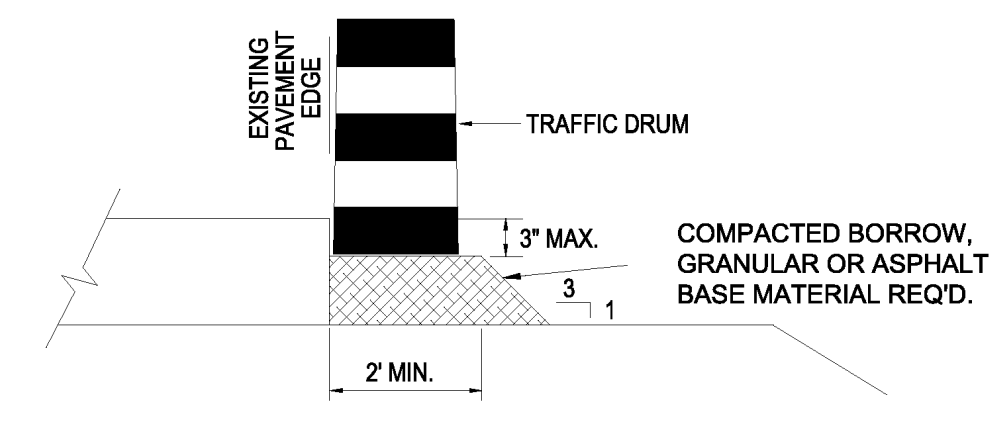 EXISTING
PAVEMENT
EDGE
TRAFFIC DRUM
3" MAX.
COMPACTED BORROW,
GRANULAR OR ASPHALT
BASE MATERIAL REQ'D.
3
1
2' MIN.